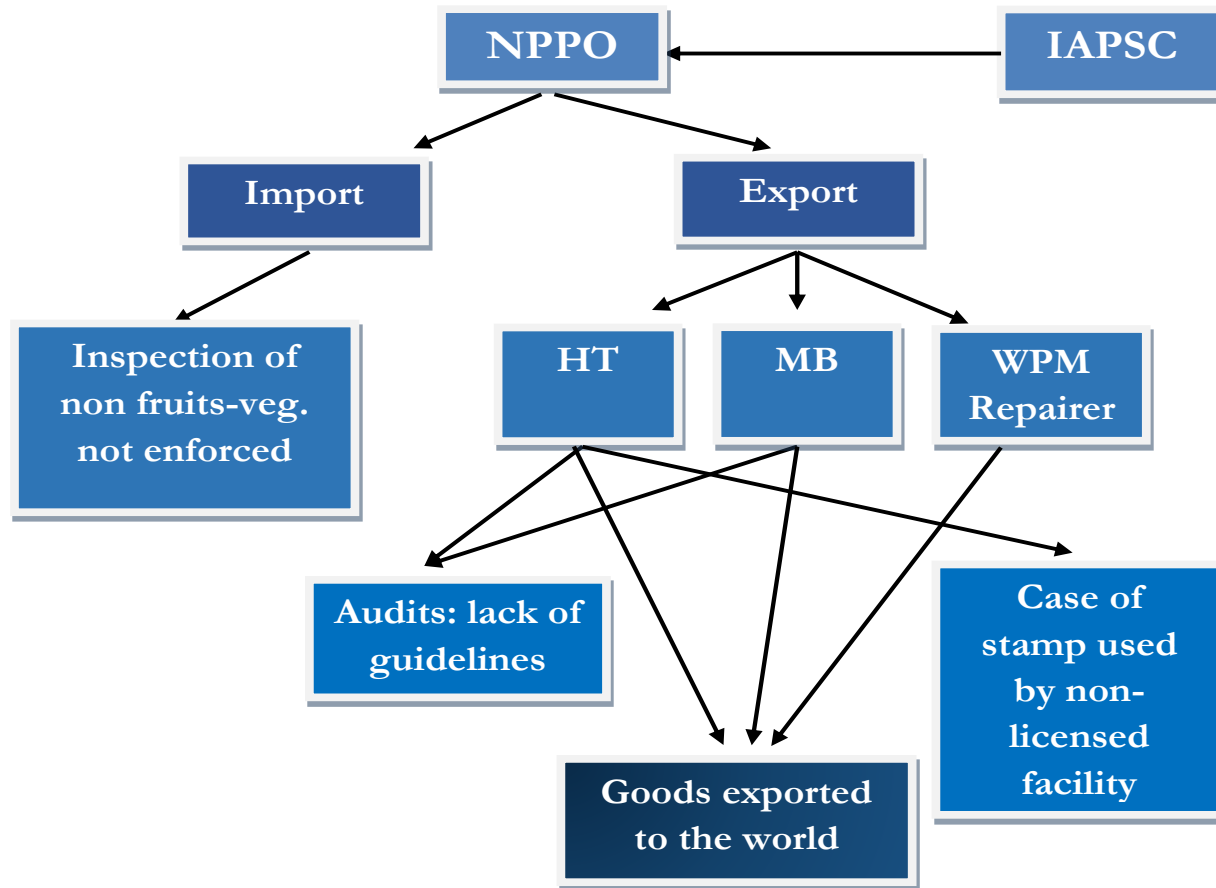 NPPO
IAPSC
Import
Export
Inspection of
non fruits-veg.
not enforced
HT
MB
WPM
Repairer
Audits: lack of
guidelines
Case of
stamp used
by non-
licensed
facility
Goods exported
to the world